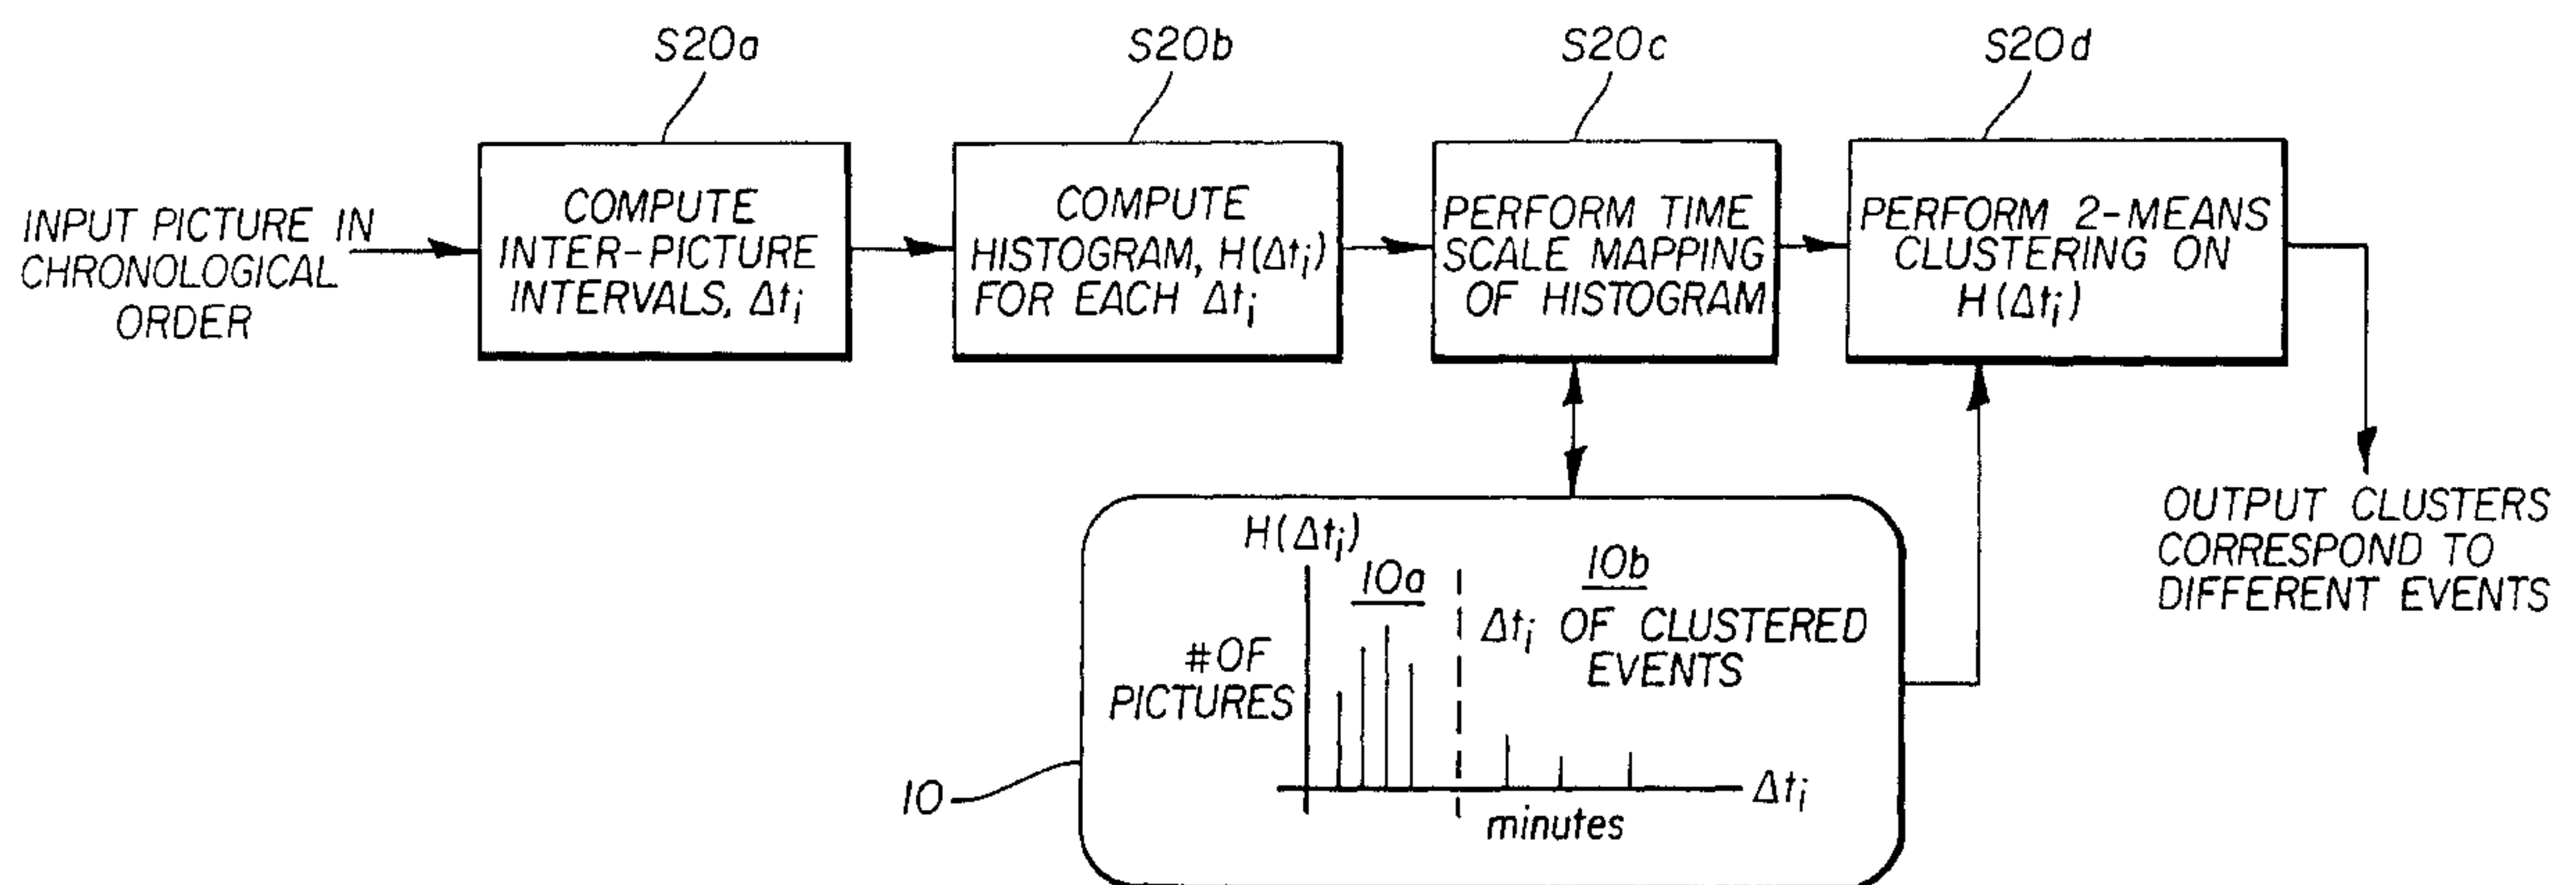 S20a
S20b
S20c
S20d
INPUT PICTURE IN
CHRONOLOGICAL
ORDER
COMPUTE
INTER-PICTURE
INTERVALS, Δti
COMPUTE
HISTOGRAM, H(Δti)
FOR EACH Δti
PERFORM TIME
SCALE MAPPING
OF HISTOGRAM
PERFORM 2-MEANS
CLUSTERING ON
H(Δti)
OUTPUT CLUSTERS
CORRESPOND TO
DIFFERENT EVENTS
H(Δti)
10a
10b
Δti OF CLUSTERED
EVENTS
#OF
PICTURES
Δti
minutes
10